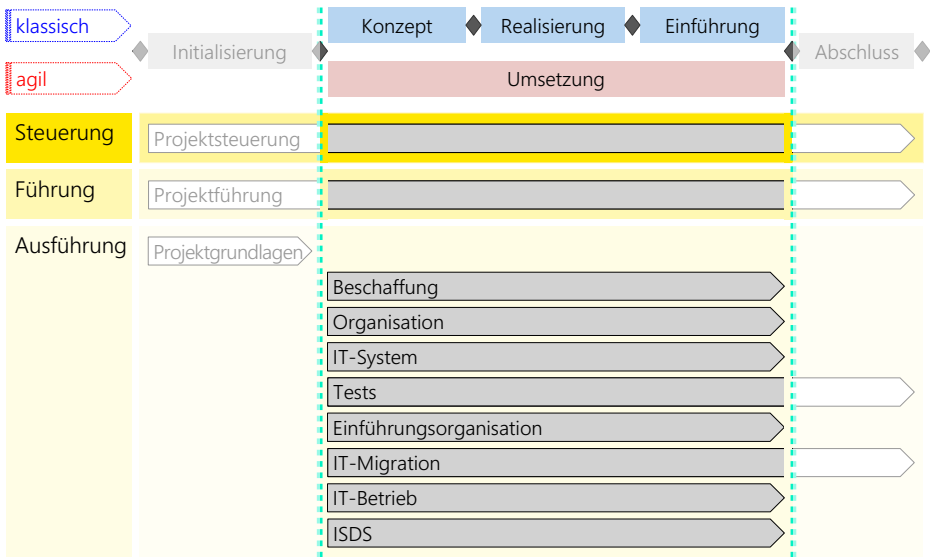 klassisch
Konzept
Realisierung
Einführung
Initialisierung
Abschluss
agil
Umsetzung
Steuerung
Projektsteuerung
Führung
Projektführung
Ausführung
Projektgrundlagen
Beschaffung
Organisation
IT-System
Tests
Einführungsorganisation
IT-Migration
IT-Betrieb
ISDS